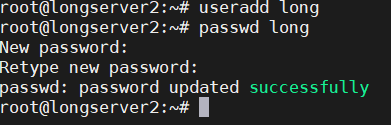 root@longserver2:~# useradd long
root@longserver2:~# passwd long
New password:
Retype new password:
passwd: password updated successfully
root@longserver2:~#